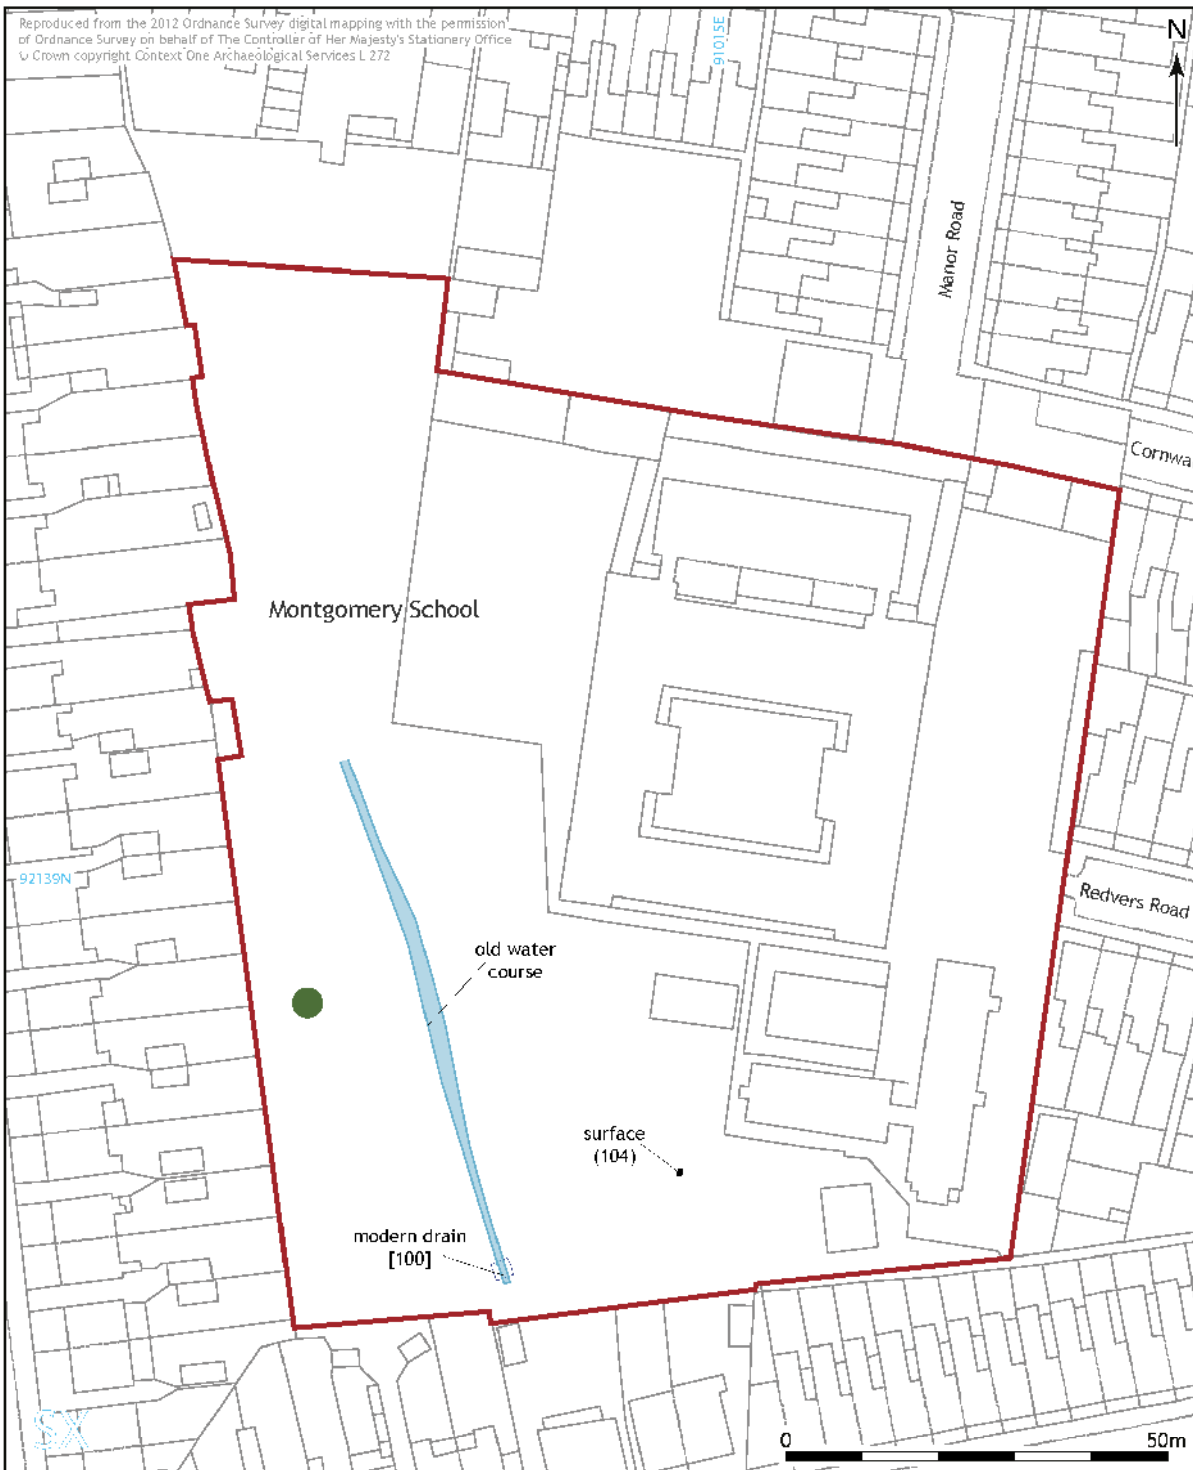 Reproduced from the 2012 Ordnance Survey digital mapping with the permission
of Ordnance Survey on behalf of The Controller of Her Majesty's Stationery Office
© Crown copyright Context One Archaeological Services L 272
91015E
N
Manor Road
Cornwa
Montgomery School
92139N
Redvers Road
old water
course
surface
(104)
modern drain
[100]
SX
0
50m